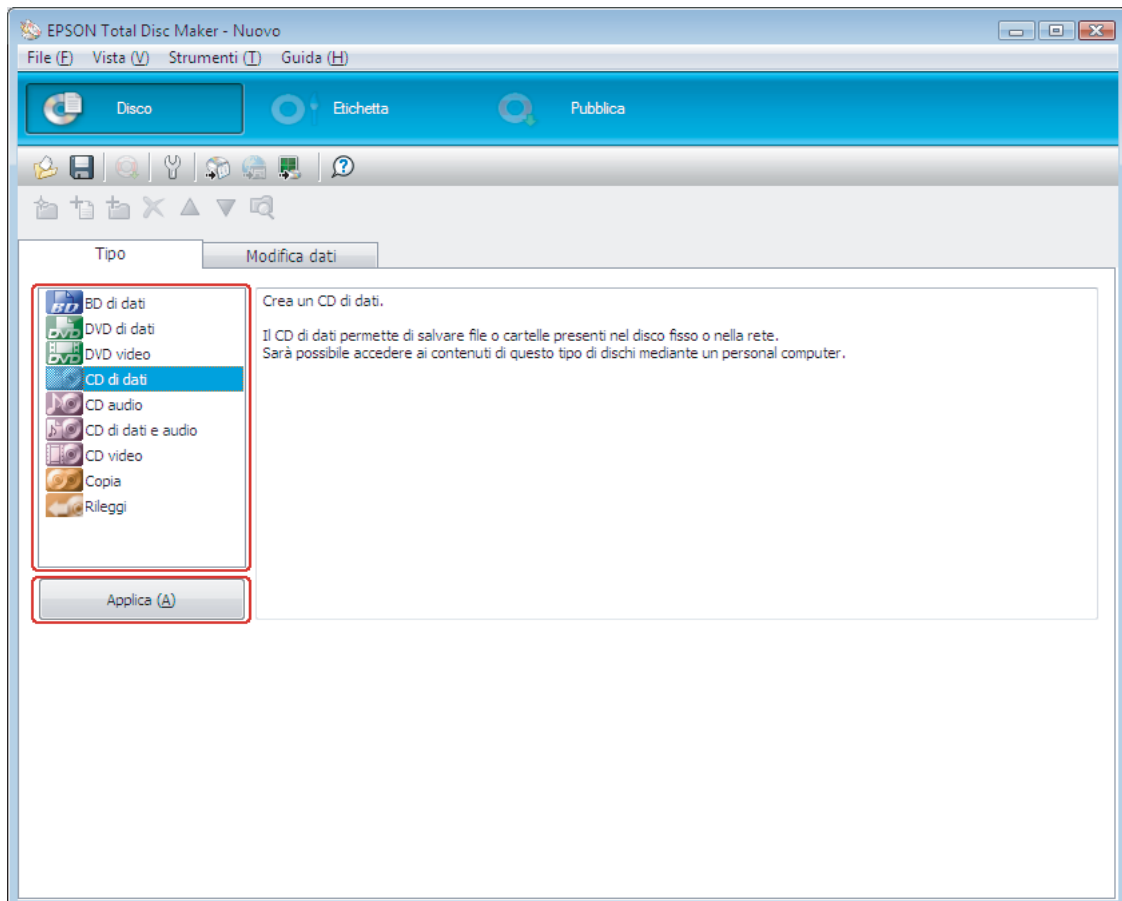 EPSON Total Disc Maker - Nuovo
File (F) Vista (V) Strumenti (T) Guida (H)
Disco Etichetta Pubblica
Tipo Modifica dati
BD BD di dati
DVD DVD di dati
DVD DVD video
CD di dati
CD audio
CD di dati e audio
CD video
Copia
Rileggi
Applica (A)
Crea un CD di dati.
Il CD di dati permette di salvare file o cartelle presenti nel disco fisso o nella rete.
Sarà possibile accedere ai contenuti di questo tipo di dischi mediante un personal computer.